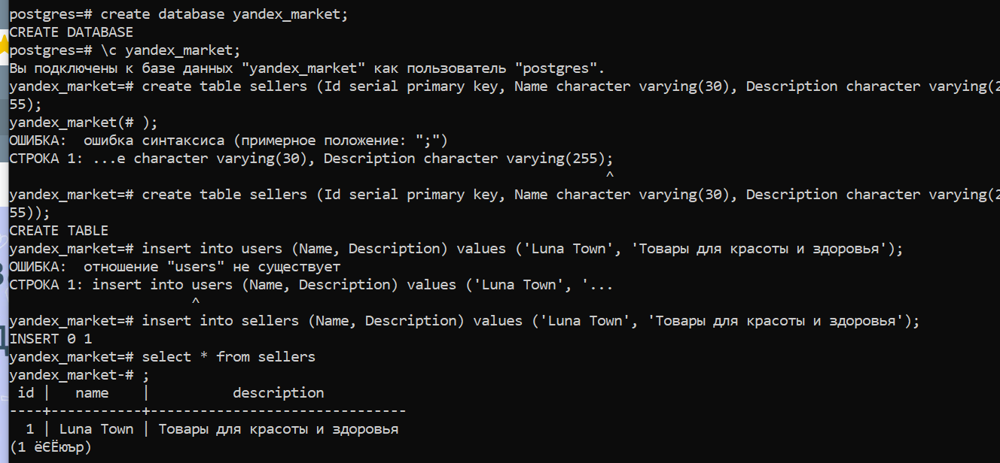 postgres=# create database yandex_market;
CREATE DATABASE
postgres=# \c yandex_market;
Вы подключены к базе данных "yandex_market" как пользователь "postgres".
yandex_market=# create table sellers (Id serial primary key, Name character varying(30), Description character varying(2
55);
yandex_market(# );
ОШИБКА:  ошибка синтаксиса (примерное положение: ";")
СТРОКА 1: ...e character varying(30), Description character varying(255);
^
yandex_market=# create table sellers (Id serial primary key, Name character varying(30), Description character varying(2
55));
CREATE TABLE
yandex_market=# insert into users (Name, Description) values ('Luna Town', 'Товары для красоты и здоровья');
ОШИБКА:  отношение "users" не существует
СТРОКА 1: insert into users (Name, Description) values ('Luna Town', '...
^
yandex_market=# insert into sellers (Name, Description) values ('Luna Town', 'Товары для красоты и здоровья');
INSERT 0 1
yandex_market=# select * from sellers
yandex_market-# ;
id |   name    |          description
----+-----------+-------------------------------
1 | Luna Town | Товары для красоты и здоровья
(1 ёЄЁюър)